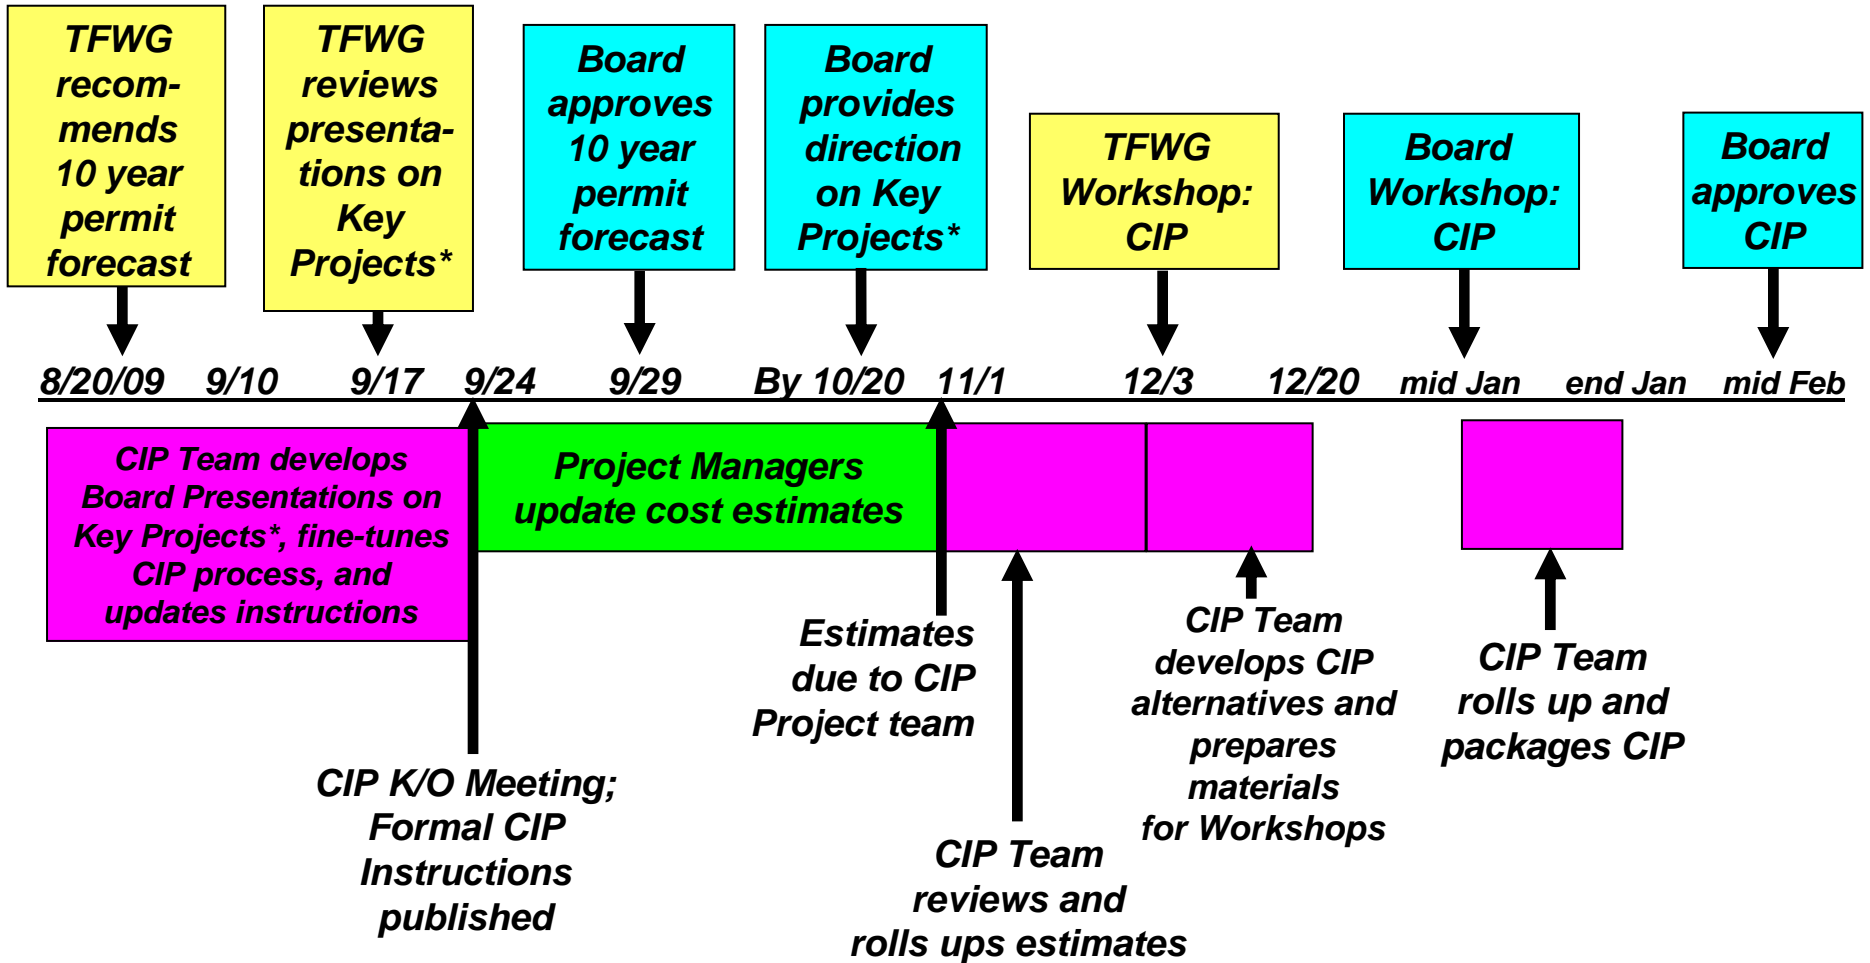 TFWG
recom-
mends
10 year
permit
forecast
TFWG
reviews
presenta-
tions on
Key
Projects*
Board
approves
10 year
permit
forecast
Board
provides
direction
on Key
Projects*
TFWG
Workshop:
CIP
Board
Workshop:
CIP
Board
approves
CIP
8/20/09 9/10 9/17 9/24 9/29 By 10/20 11/1 12/3 12/20 mid Jan end Jan mid Feb
CIP Team develops
Board Presentations on
Key Projects*, fine-tunes
CIP process, and
updates instructions
Project Managers
update cost estimates
CIP K/O Meeting;
Formal CIP
Instructions
published
Estimates
due to CIP
Project team
CIP Team
reviews and
rolls ups estimates
CIP Team
develops CIP
alternatives and
prepares
materials
for Workshops
CIP Team
rolls up and
packages CIP